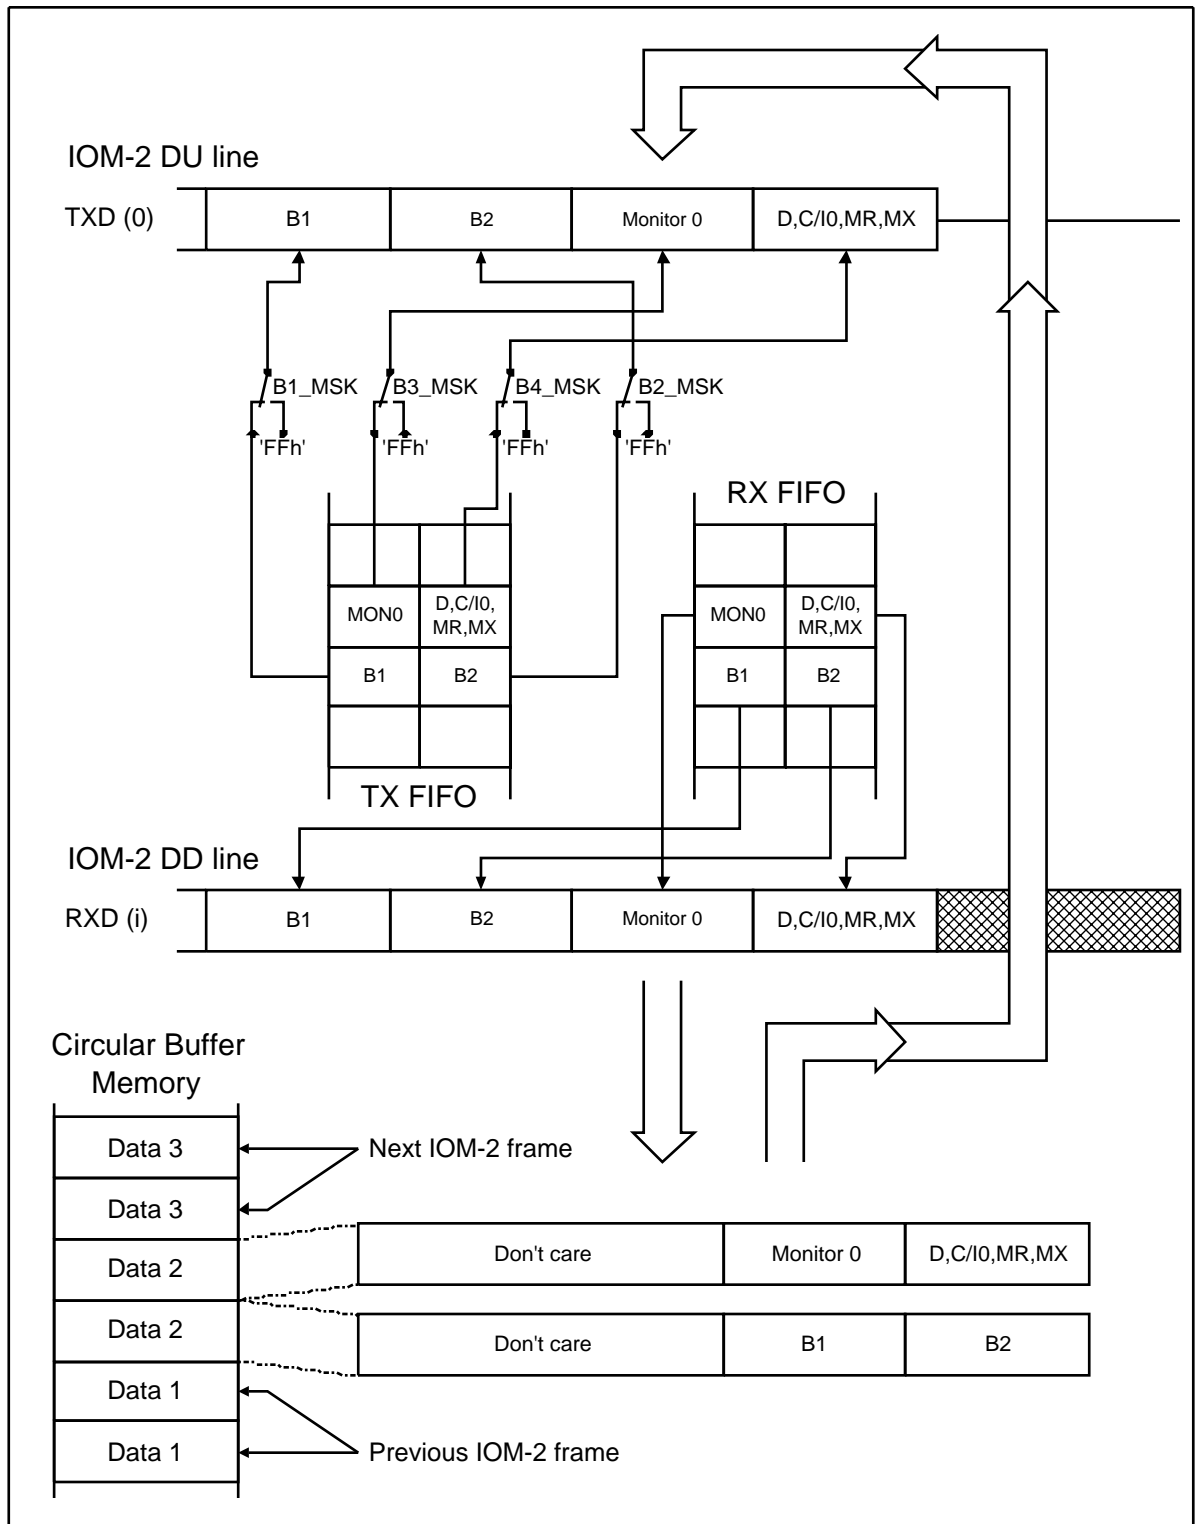 IOM-2 DU line
TXD (0)
B1
B2
Monitor 0
D,C/I0,MR,MX
B1_MSK
B3_MSK
B4_MSK
B2_MSK
'FFh'
'FFh'
'FFh'
'FFh'
RX FIFO
MON0
D,C/I0,
MR,MX
B1
B2
TX FIFO
MON0
D,C/I0,
MR,MX
B1
B2
IOM-2 DD line
RXD (i)
B1
B2
Monitor 0
D,C/I0,MR,MX
Circular Buffer
Memory
Data 3
Next IOM-2 frame
Data 3
Data 2
Don't care
Monitor 0
D,C/I0,MR,MX
Data 2
Don't care
B1
B2
Data 1
Data 1
Previous IOM-2 frame